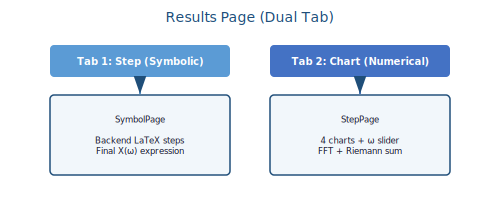 Results Page (Dual Tab)
Tab 1: Step (Symbolic)
Tab 2: Chart (Numerical)
SymbolPage
Backend LaTeX steps
Final X(ω) expression
StepPage
4 charts + ω slider
FFT + Riemann sum